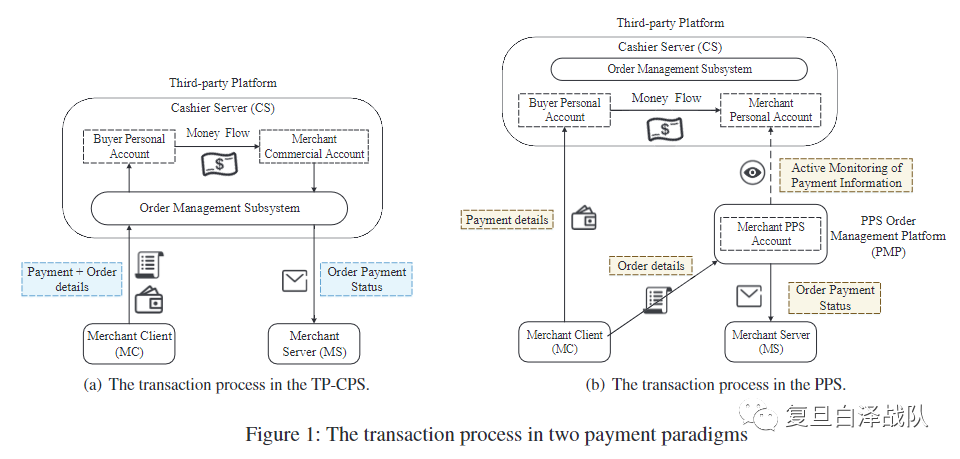 Third-party Platform
Cashier Server (CS)
Buyer Personal
Account
Money Flow
$
Merchant
Commercial Account
Order Management Subsystem
Payment + Order
details
Order Payment
Status
Merchant Client
(MC)
Merchant
Server (MS)
(a) The transaction process in the TP-CPS.
Third-party Platform
Cashier Server (CS)
Order Management Subsystem
Buyer Personal
Account
Money Flow
$
Merchant
Personal Account
Active Monitoring of
Payment Information
Payment details
Merchant PPS
Account
PPS Order
Management Platform
(PMP)
Order details
Order Payment
Status
Merchant Client
(MC)
Merchant Server
(MS)
(b) The transaction process in the PPS.
复旦白泽战队
Figure 1: The transaction process in two payment paradigms